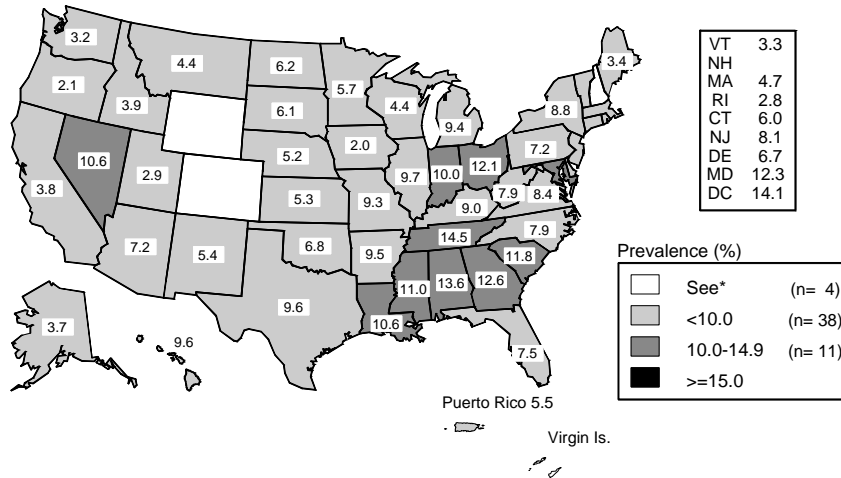 3.2
4.4
6.2
5.7
3.4
2.1
3.9
6.1
4.4
9.4
8.8
10.6
5.2
2.0
7.2
3.8
2.9
5.3
9.3
9.7
10.0
12.1
7.9
8.4
9.0
7.2
5.4
6.8
9.5
14.5
7.9
11.8
9.6
10.6
11.0
13.6
12.6
7.5
3.7
9.6
Puerto Rico 5.5
Virgin Is.
VT 3.3
NH
MA 4.7
RI 2.8
CT 6.0
NJ 8.1
DE 6.7
MD 12.3
DC 14.1
Prevalence (%)
See* (n= 4)
<10.0 (n= 38)
10.0-14.9 (n= 11)
>=15.0